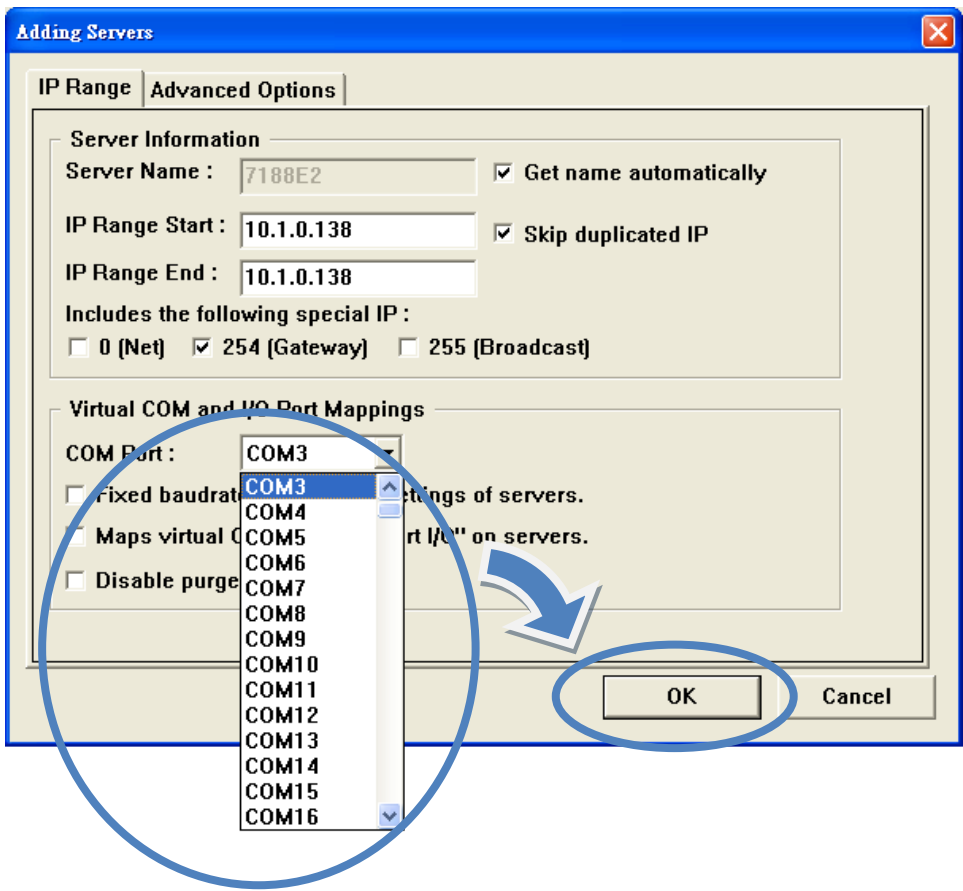 Adding Servers
IP Range Advanced Options
Server Information
Server Name : 7188E2 Get name automatically
IP Range Start : 10.1.0.138 Skip duplicated IP
IP Range End : 10.1.0.138
Includes the following special IP :
0 (Net) 254 (Gateway) 255 (Broadcast)
Virtual COM and I/O Port Mappings
COM Port : COM3
Fixed baudrate ettings of servers.
Maps virtual rt I/O" on servers.
Disable purge
COM3
COM4
COM5
COM6
COM7
COM8
COM9
COM10
COM11
COM12
COM13
COM14
COM15
COM16
OK Cancel